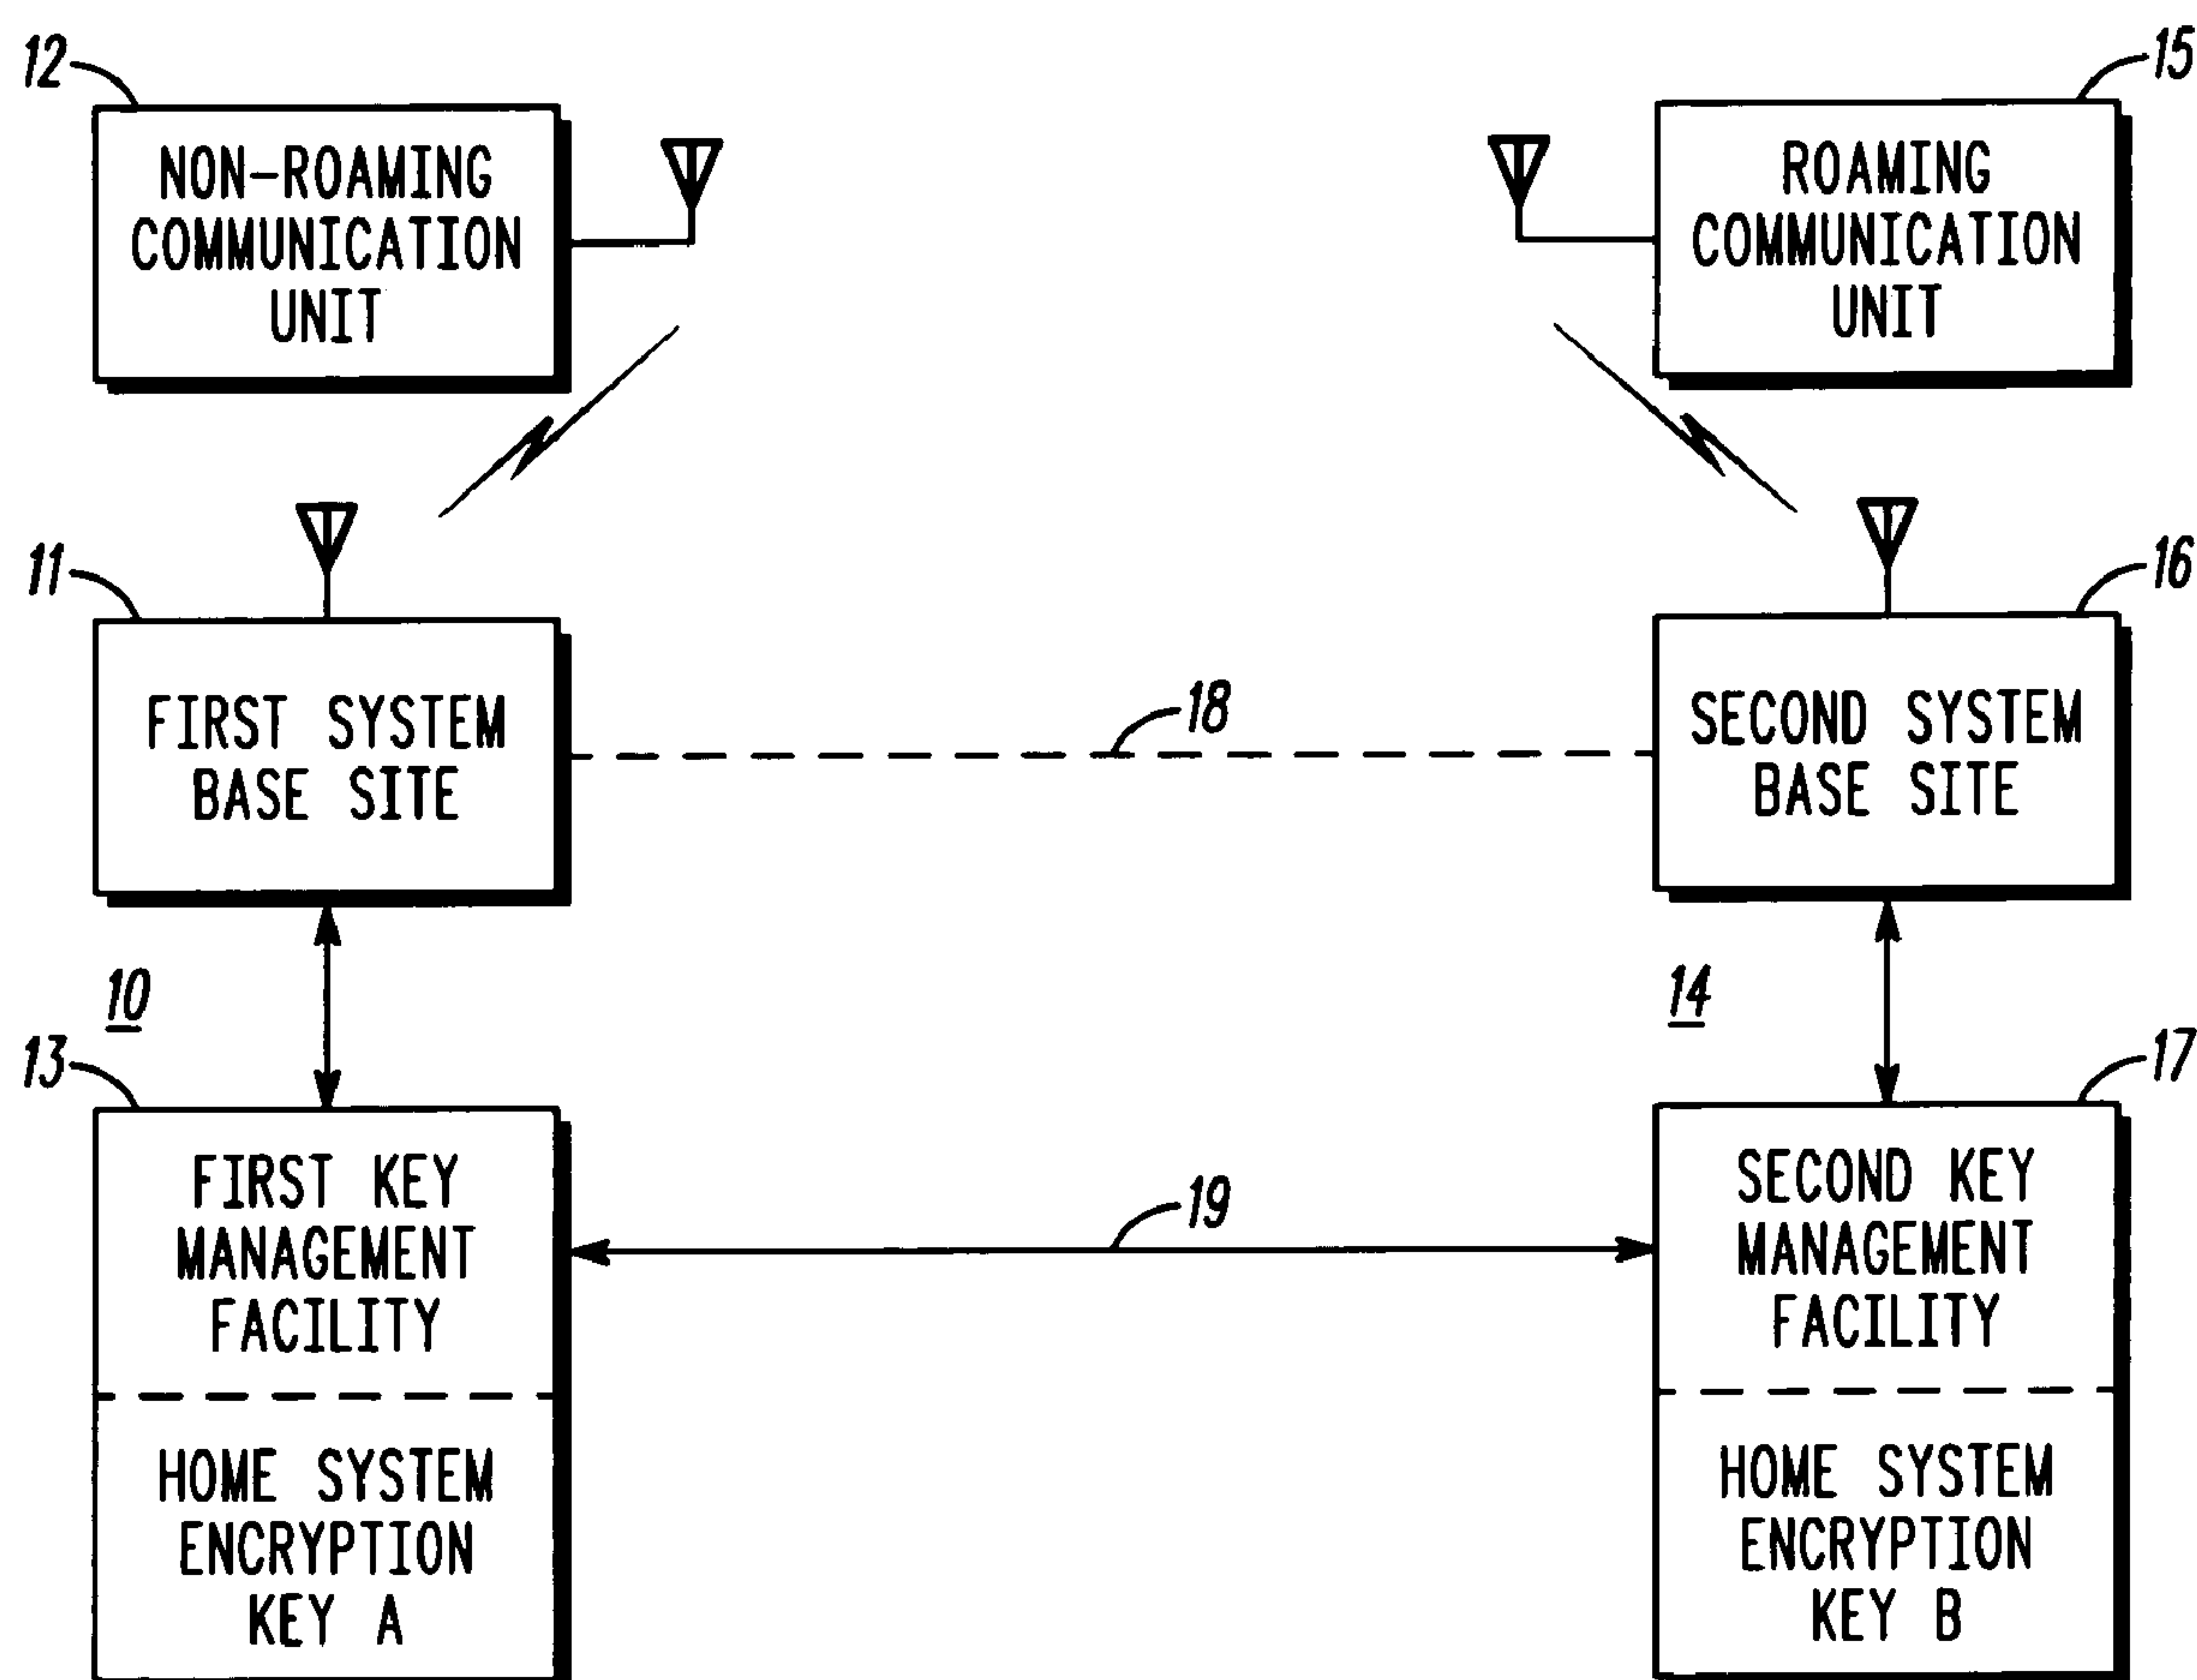 12
NON-ROAMING
COMMUNICATION
UNIT
15
ROAMING
COMMUNICATION
UNIT
11
FIRST SYSTEM
BASE SITE
18
16
SECOND SYSTEM
BASE SITE
10
14
13
FIRST KEY
MANAGEMENT
FACILITY
HOME SYSTEM
ENCRYPTION
KEY A
19
17
SECOND KEY
MANAGEMENT
FACILITY
HOME SYSTEM
ENCRYPTION
KEY B